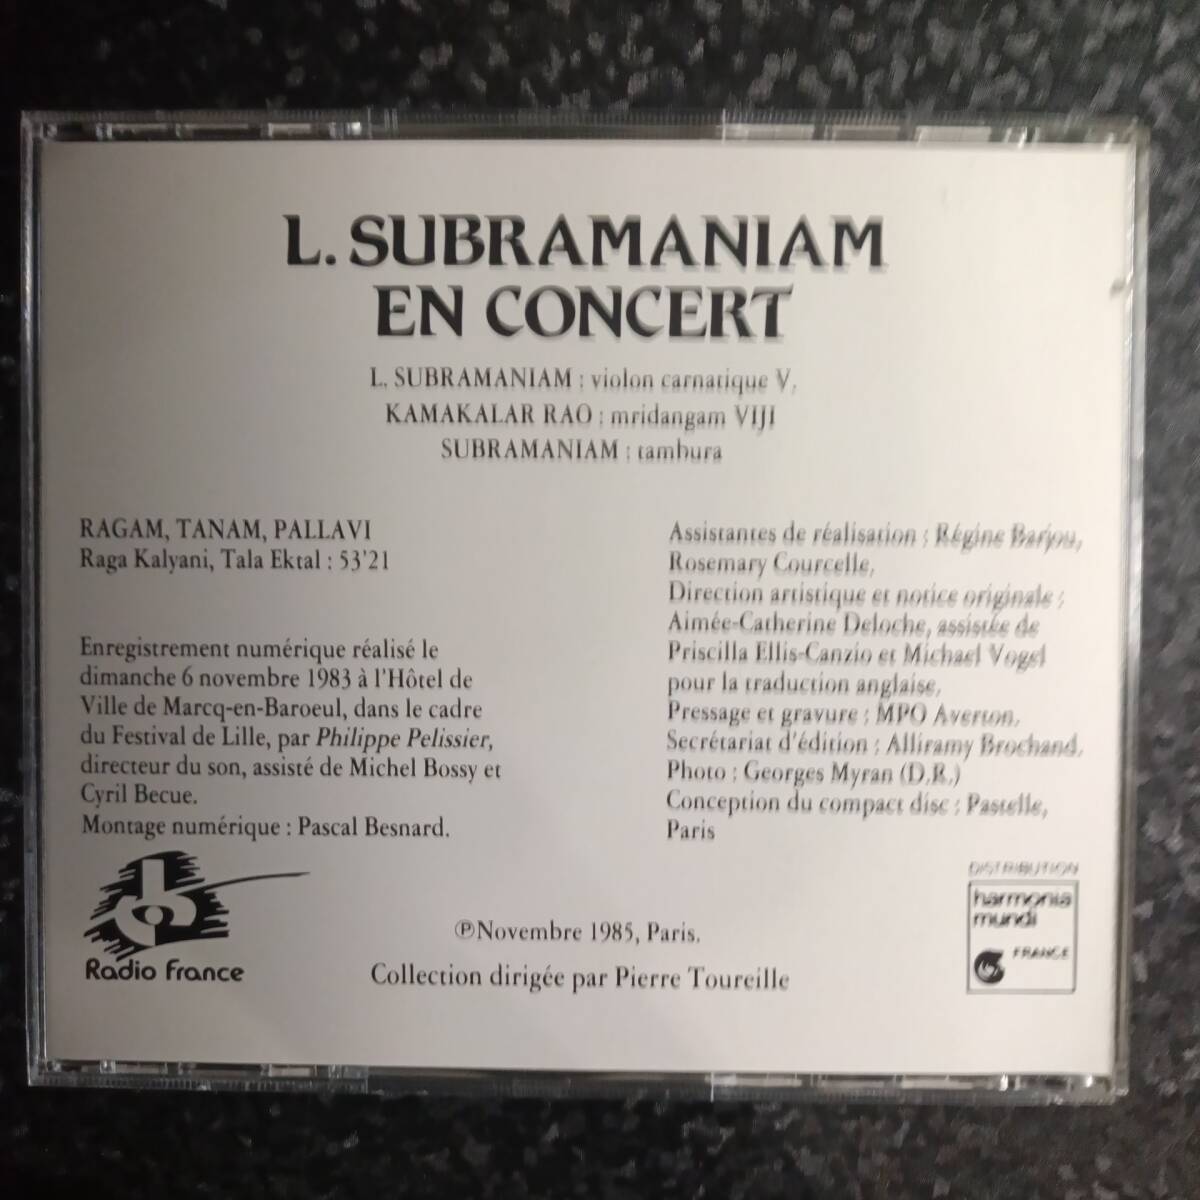 L. SUBRAMANIAM
EN CONCERT
L. SUBRAMANIAM : violon carnatique V.
KAMAKALAR RAO : mridangam VIJI
SUBRAMANIAM : tambura
RAGAM, TANAM, PALLAVI
Raga Kalyani, Tala Ektal : 53'21
Enregistrement numérique réalisé le
dimanche 6 novembre 1983 à l'Hôtel de
Ville de Marcq-en-Baroeul, dans le cadre
du Festival de Lille, par Philippe Pelissier,
directeur du son, assisté de Michel Bossy et
Cyril Becue.
Montage numérique : Pascal Besnard.
Assistantes de réalisation : Régine Barjou,
Rosemary Courcelle,
Direction artistique et notice originale :
Aimée-Catherine Deloche, assistée de
Priscilla Ellis-Canzio et Michael Vogel
pour la traduction anglaise,
Pressage et gravure : MPO Averton.
Secrétariat d'édition : Alliramy Brochand.
Photo : Georges Myran (D.R.)
Conception du compact disc : Pastelle,
Paris
Radio France
℗Novembre 1985, Paris.
Collection dirigée par Pierre Toureille
DISTRIBUTION
harmonia
mundi
FRANCE